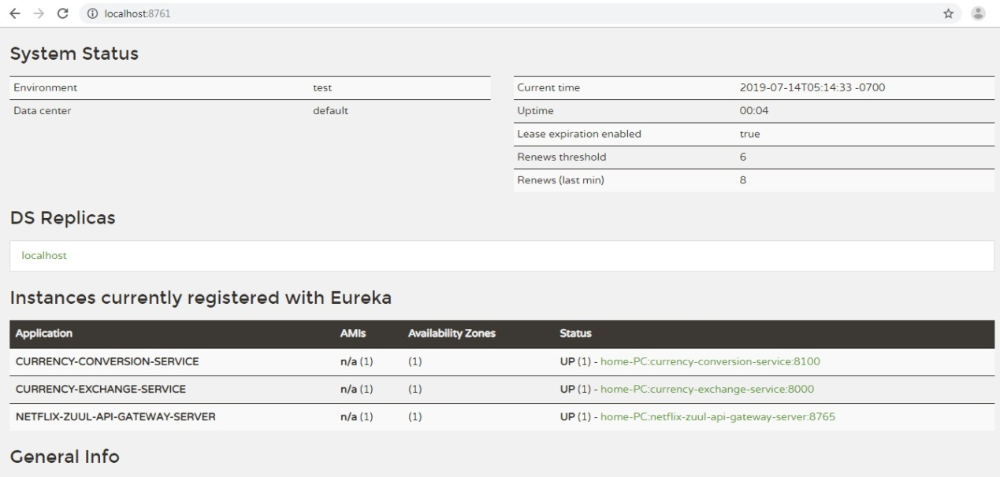 localhost:8761
System Status
Environment test
Data center default
Current time 2019-07-14T05:14:33 -0700
Uptime 00:04
Lease expiration enabled true
Renews threshold 6
Renews (last min) 8
DS Replicas
localhost
Instances currently registered with Eureka
Application AMIs Availability Zones Status
CURRENCY-CONVERSION-SERVICE n/a (1) (1) UP (1) - home-PC:currency-conversion-service:8100
CURRENCY-EXCHANGE-SERVICE n/a (1) (1) UP (1) - home-PC:currency-exchange-service:8000
NETFLIX-ZUUL-API-GATEWAY-SERVER n/a (1) (1) UP (1) - home-PC:netflix-zuul-api-gateway-server:8765
General Info